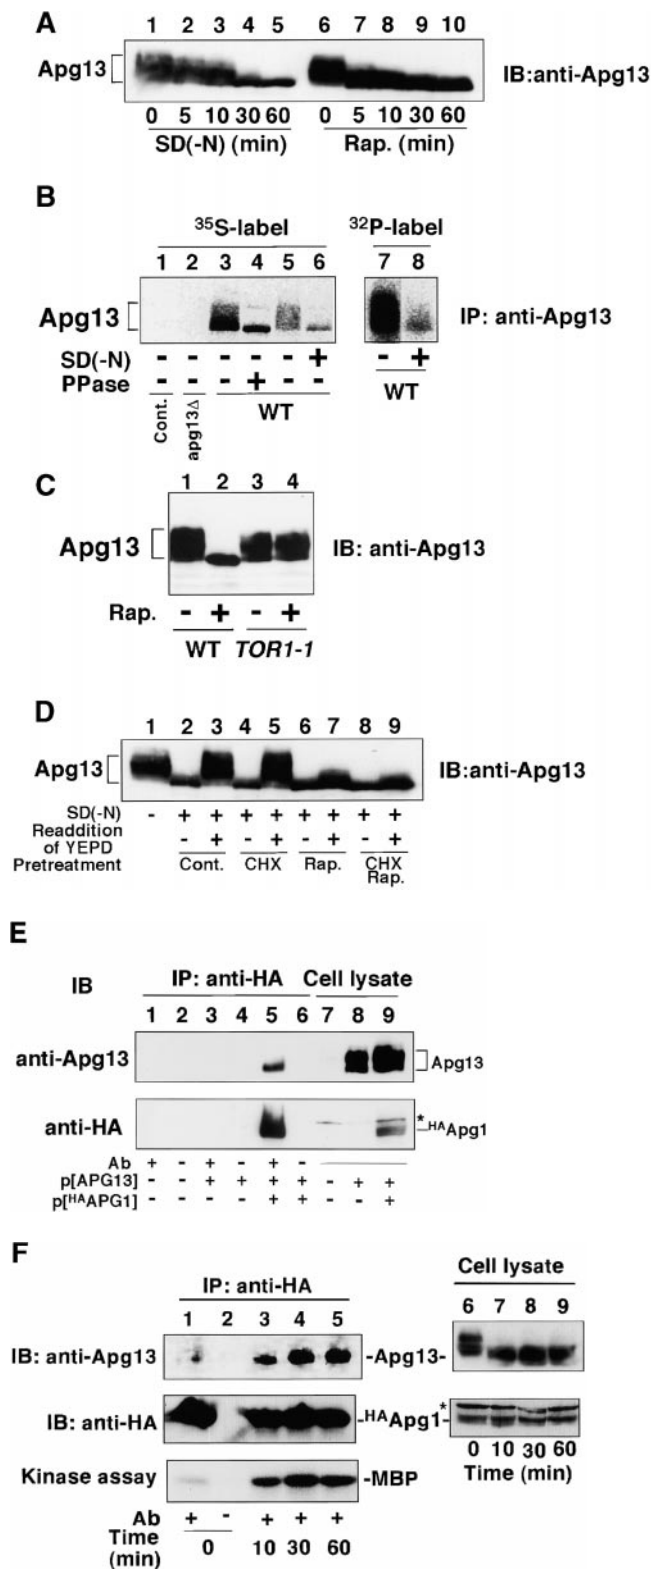 A
1 2 3 4 5 6 7 8 9 10
Apg13
IB:anti-Apg13
0 5 10 30 60 0 5 10 30 60
SD(-N) (min) Rap. (min)
B
35S-label 32P-label
1 2 3 4 5 6 7 8
Apg13
IP: anti-Apg13
SD(-N) - - - - - + - +
PPase - - - + - -
Cont. apg13Δ WT WT
C
1 2 3 4
Apg13
IB: anti-Apg13
Rap. - + - +
WT TOR1-1
D
1 2 3 4 5 6 7 8 9
Apg13
IB:anti-Apg13
SD(-N) - + + + + + + + +
Readdition
of YEPD - + - + - + - +
Pretreatment Cont. CHX Rap. CHX
Rap.
E
IB IP: anti-HA Cell lysate
1 2 3 4 5 6 7 8 9
anti-Apg13 Apg13
anti-HA *
HAApg1
Ab + - + - + -
p[APG13] - - + + + + - + +
p[HAAPG1] - - - - + + - - +
F
IP: anti-HA Cell lysate
1 2 3 4 5 6 7 8 9
IB: anti-Apg13 -Apg13-
IB: anti-HA -HAApg1- *
0 10 30 60
Time (min)
Kinase assay -MBP
Ab + - + + +
Time
(min) 0 10 30 60